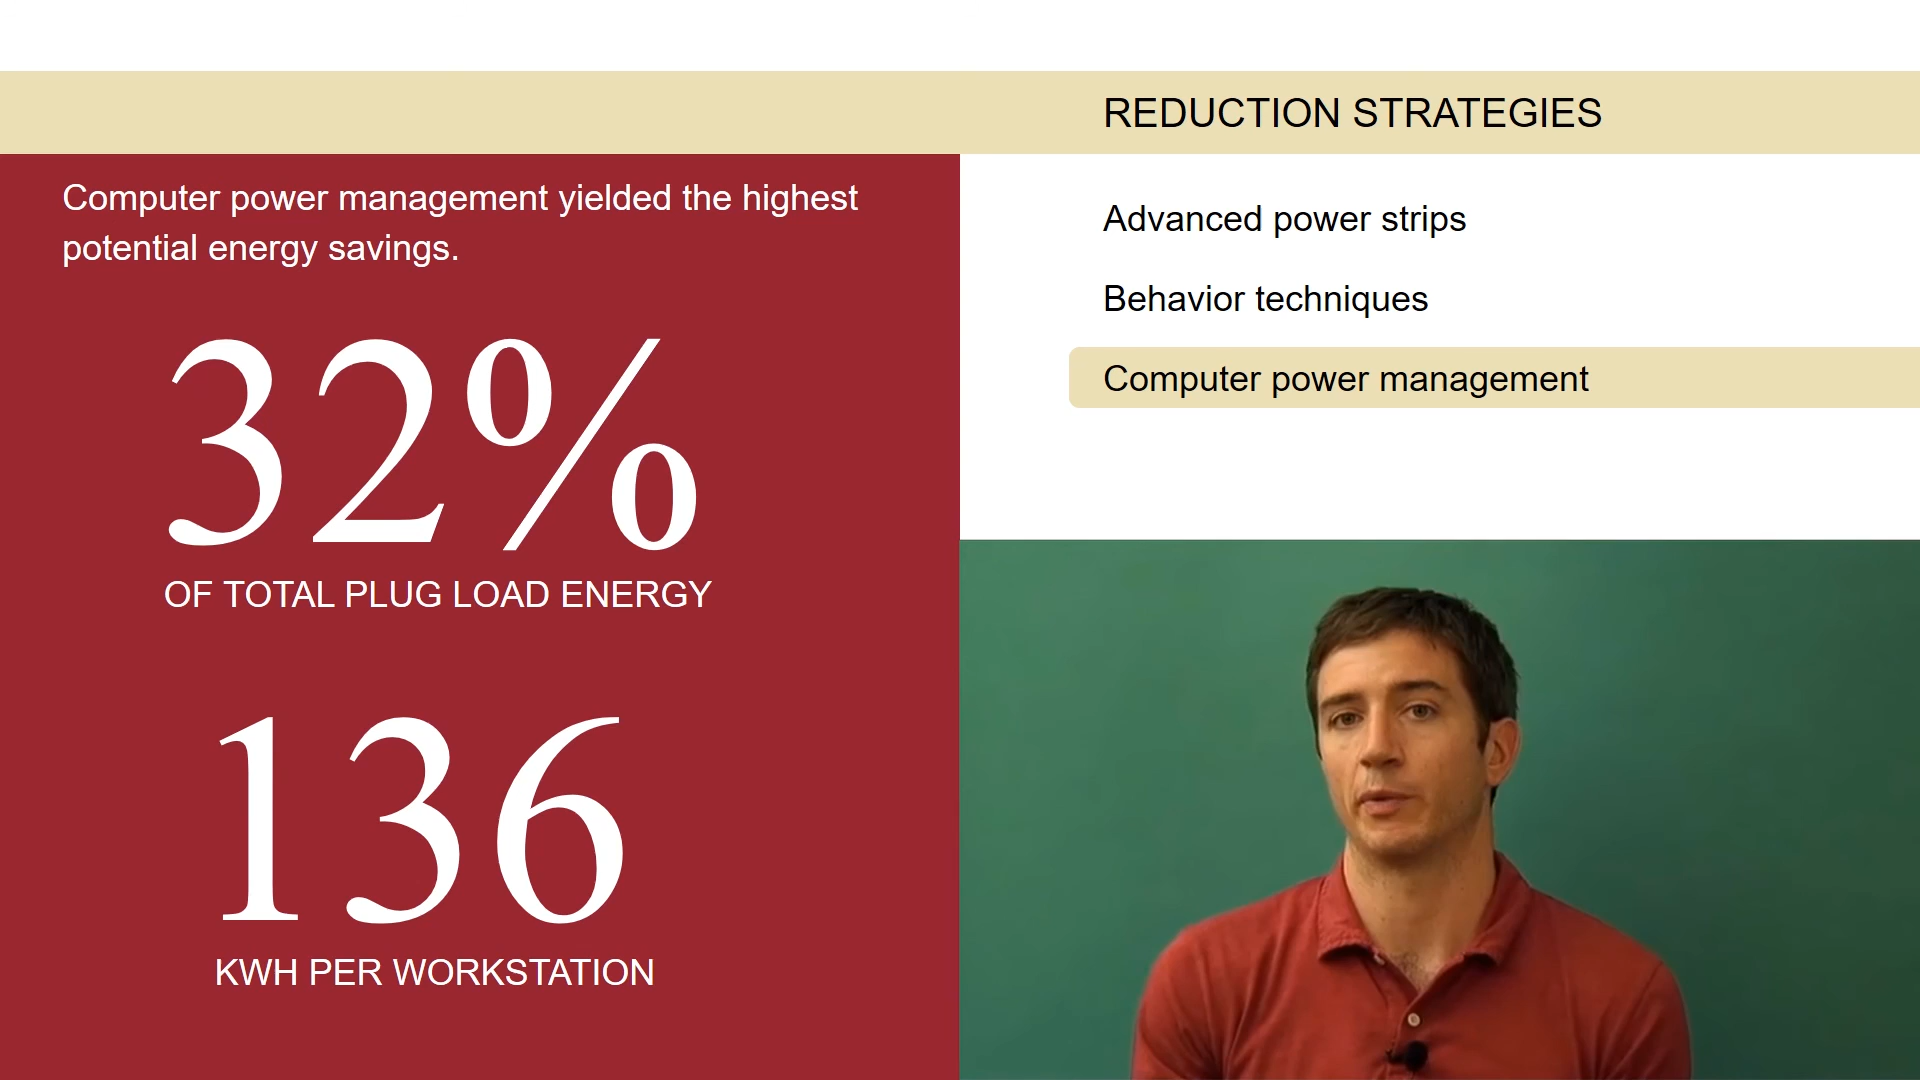 REDUCTION STRATEGIES
Computer power management yielded the highest
potential energy savings.
32%
OF TOTAL PLUG LOAD ENERGY
136
KWH PER WORKSTATION
Advanced power strips
Behavior techniques
Computer power management